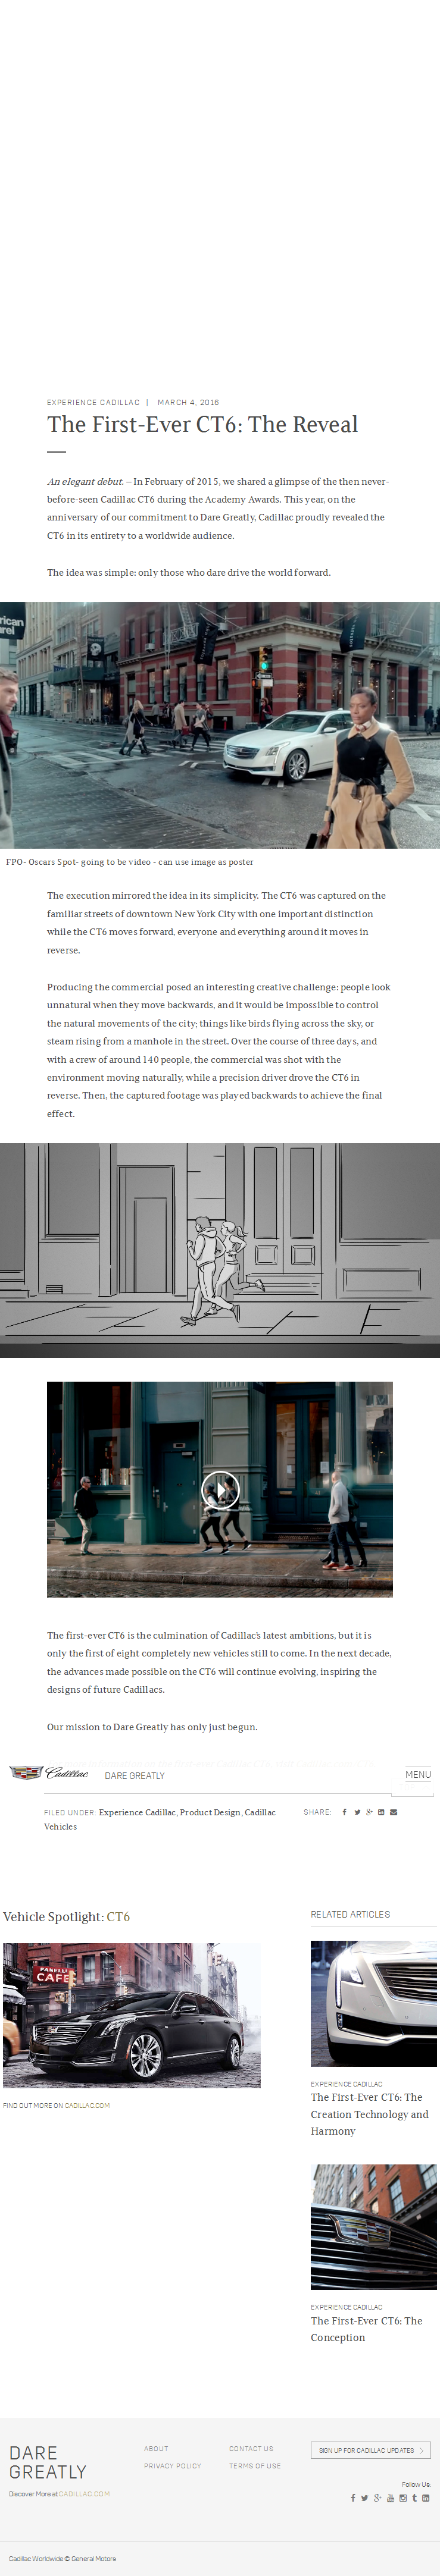 EXPERIENCE CADILLAC | MARCH 4, 2016
The First-Ever CT6: The Reveal
An elegant debut. – In February of 2015, we shared a glimpse of the then never-
before-seen Cadillac CT6 during the Academy Awards. This year, on the
anniversary of our commitment to Dare Greatly, Cadillac proudly revealed the
CT6 in its entirety to a worldwide audience.
The idea was simple: only those who dare drive the world forward.
FPO- Oscars Spot- going to be video - can use image as poster
The execution mirrored the idea in its simplicity. The CT6 was captured on the
familiar streets of downtown New York City with one important distinction
while the CT6 moves forward, everyone and everything around it moves in
reverse.
Producing the commercial posed an interesting creative challenge: people look
unnatural when they move backwards, and it would be impossible to control
the natural movements of the city; things like birds flying across the sky, or
steam rising from a manhole in the street. Over the course of three days, and
with a crew of around 140 people, the commercial was shot with the
environment moving naturally, while a precision driver drove the CT6 in
reverse. Then, the captured footage was played backwards to achieve the final
effect.
The first-ever CT6 is the culmination of Cadillac's latest ambitions, but it is
only the first of eight completely new vehicles still to come. In the next decade,
the advances made possible on the CT6 will continue evolving, inspiring the
designs of future Cadillacs.
Our mission to Dare Greatly has only just begun.
Cadillac DARE GREATLY MENU
FILED UNDER: Experience Cadillac, Product Design, Cadillac
Vehicles
SHARE:
Vehicle Spotlight: CT6
FANELLI
CAFE
FIND OUT MORE ON CADILLAC.COM
RELATED ARTICLES
EXPERIENCE CADILLAC
The First-Ever CT6: The
Creation Technology and
Harmony
EXPERIENCE CADILLAC
The First-Ever CT6: The
Conception
DARE
GREATLY
Discover More at CADILLAC.COM
ABOUT
PRIVACY POLICY
CONTACT US
TERMS OF USE
SIGN UP FOR CADILLAC UPDATES
Follow Us:
Cadillac Worldwide © General Motors